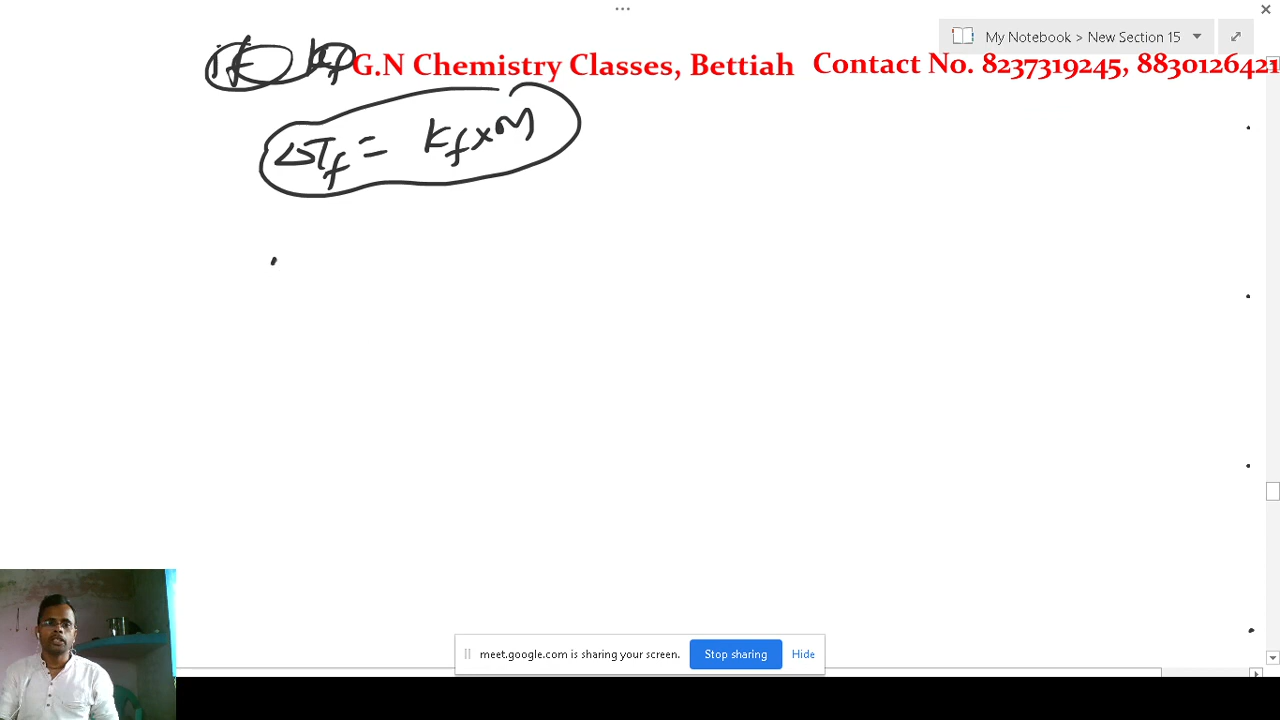 My Notebook > New Section 15
G.N Chemistry Classes, Bettiah Contact No. 8237319245, 8830126421
ΔTf = Kf × M
meet.google.com is sharing your screen. Stop sharing Hide